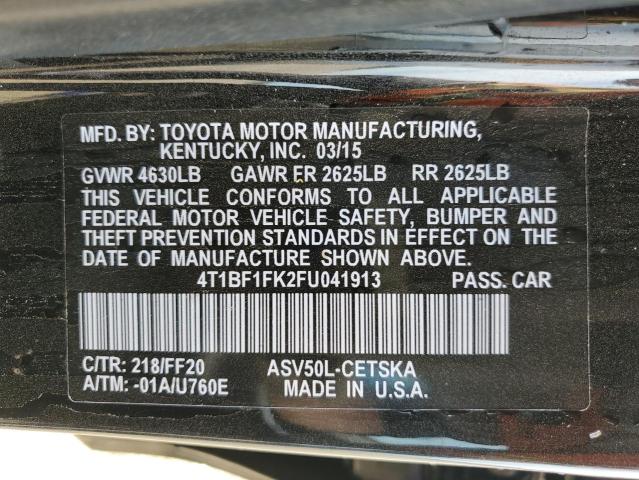 MFD. BY: TOYOTA MOTOR MANUFACTURING,
KENTUCKY, INC. 03/15
GVWR 4630LB GAWR FR 2625LB RR 2625LB
THIS VEHICLE CONFORMS TO ALL APPLICABLE
FEDERAL MOTOR VEHICLE SAFETY, BUMPER AND
THEFT PREVENTION STANDARDS IN EFFECT ON THE
DATE OF MANUFACTURE SHOWN ABOVE.
4T1BF1FK2FU041913 PASS. CAR
C/TR: 218/FF20 ASV50L-CETSKA
A/TM: -01A/U760E MADE IN U.S.A.